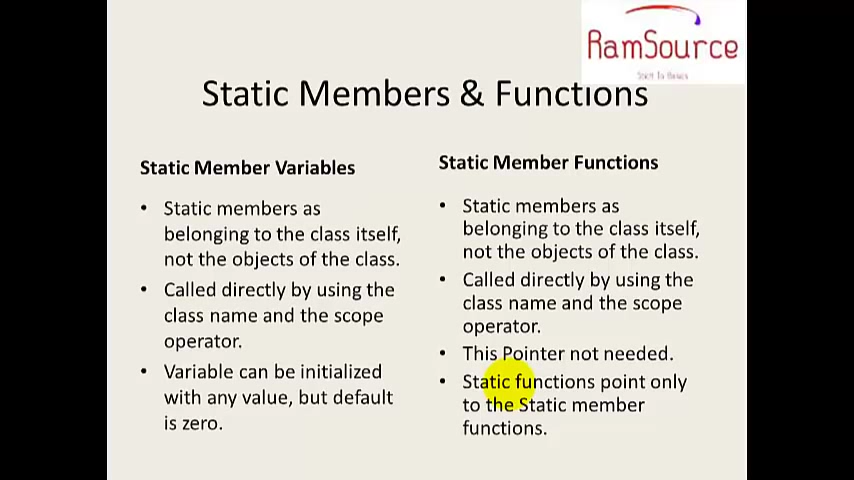 RamSource
Static Members & Functions
Static Member Variables
• Static members as
belonging to the class itself,
not the objects of the class.
• Called directly by using the
class name and the scope
operator.
• Variable can be initialized
with any value, but default
is zero.
Static Member Functions
• Static members as
belonging to the class itself,
not the objects of the class.
• Called directly by using the
class name and the scope
operator.
• This Pointer not needed.
• Static functions point only
to the Static member
functions.